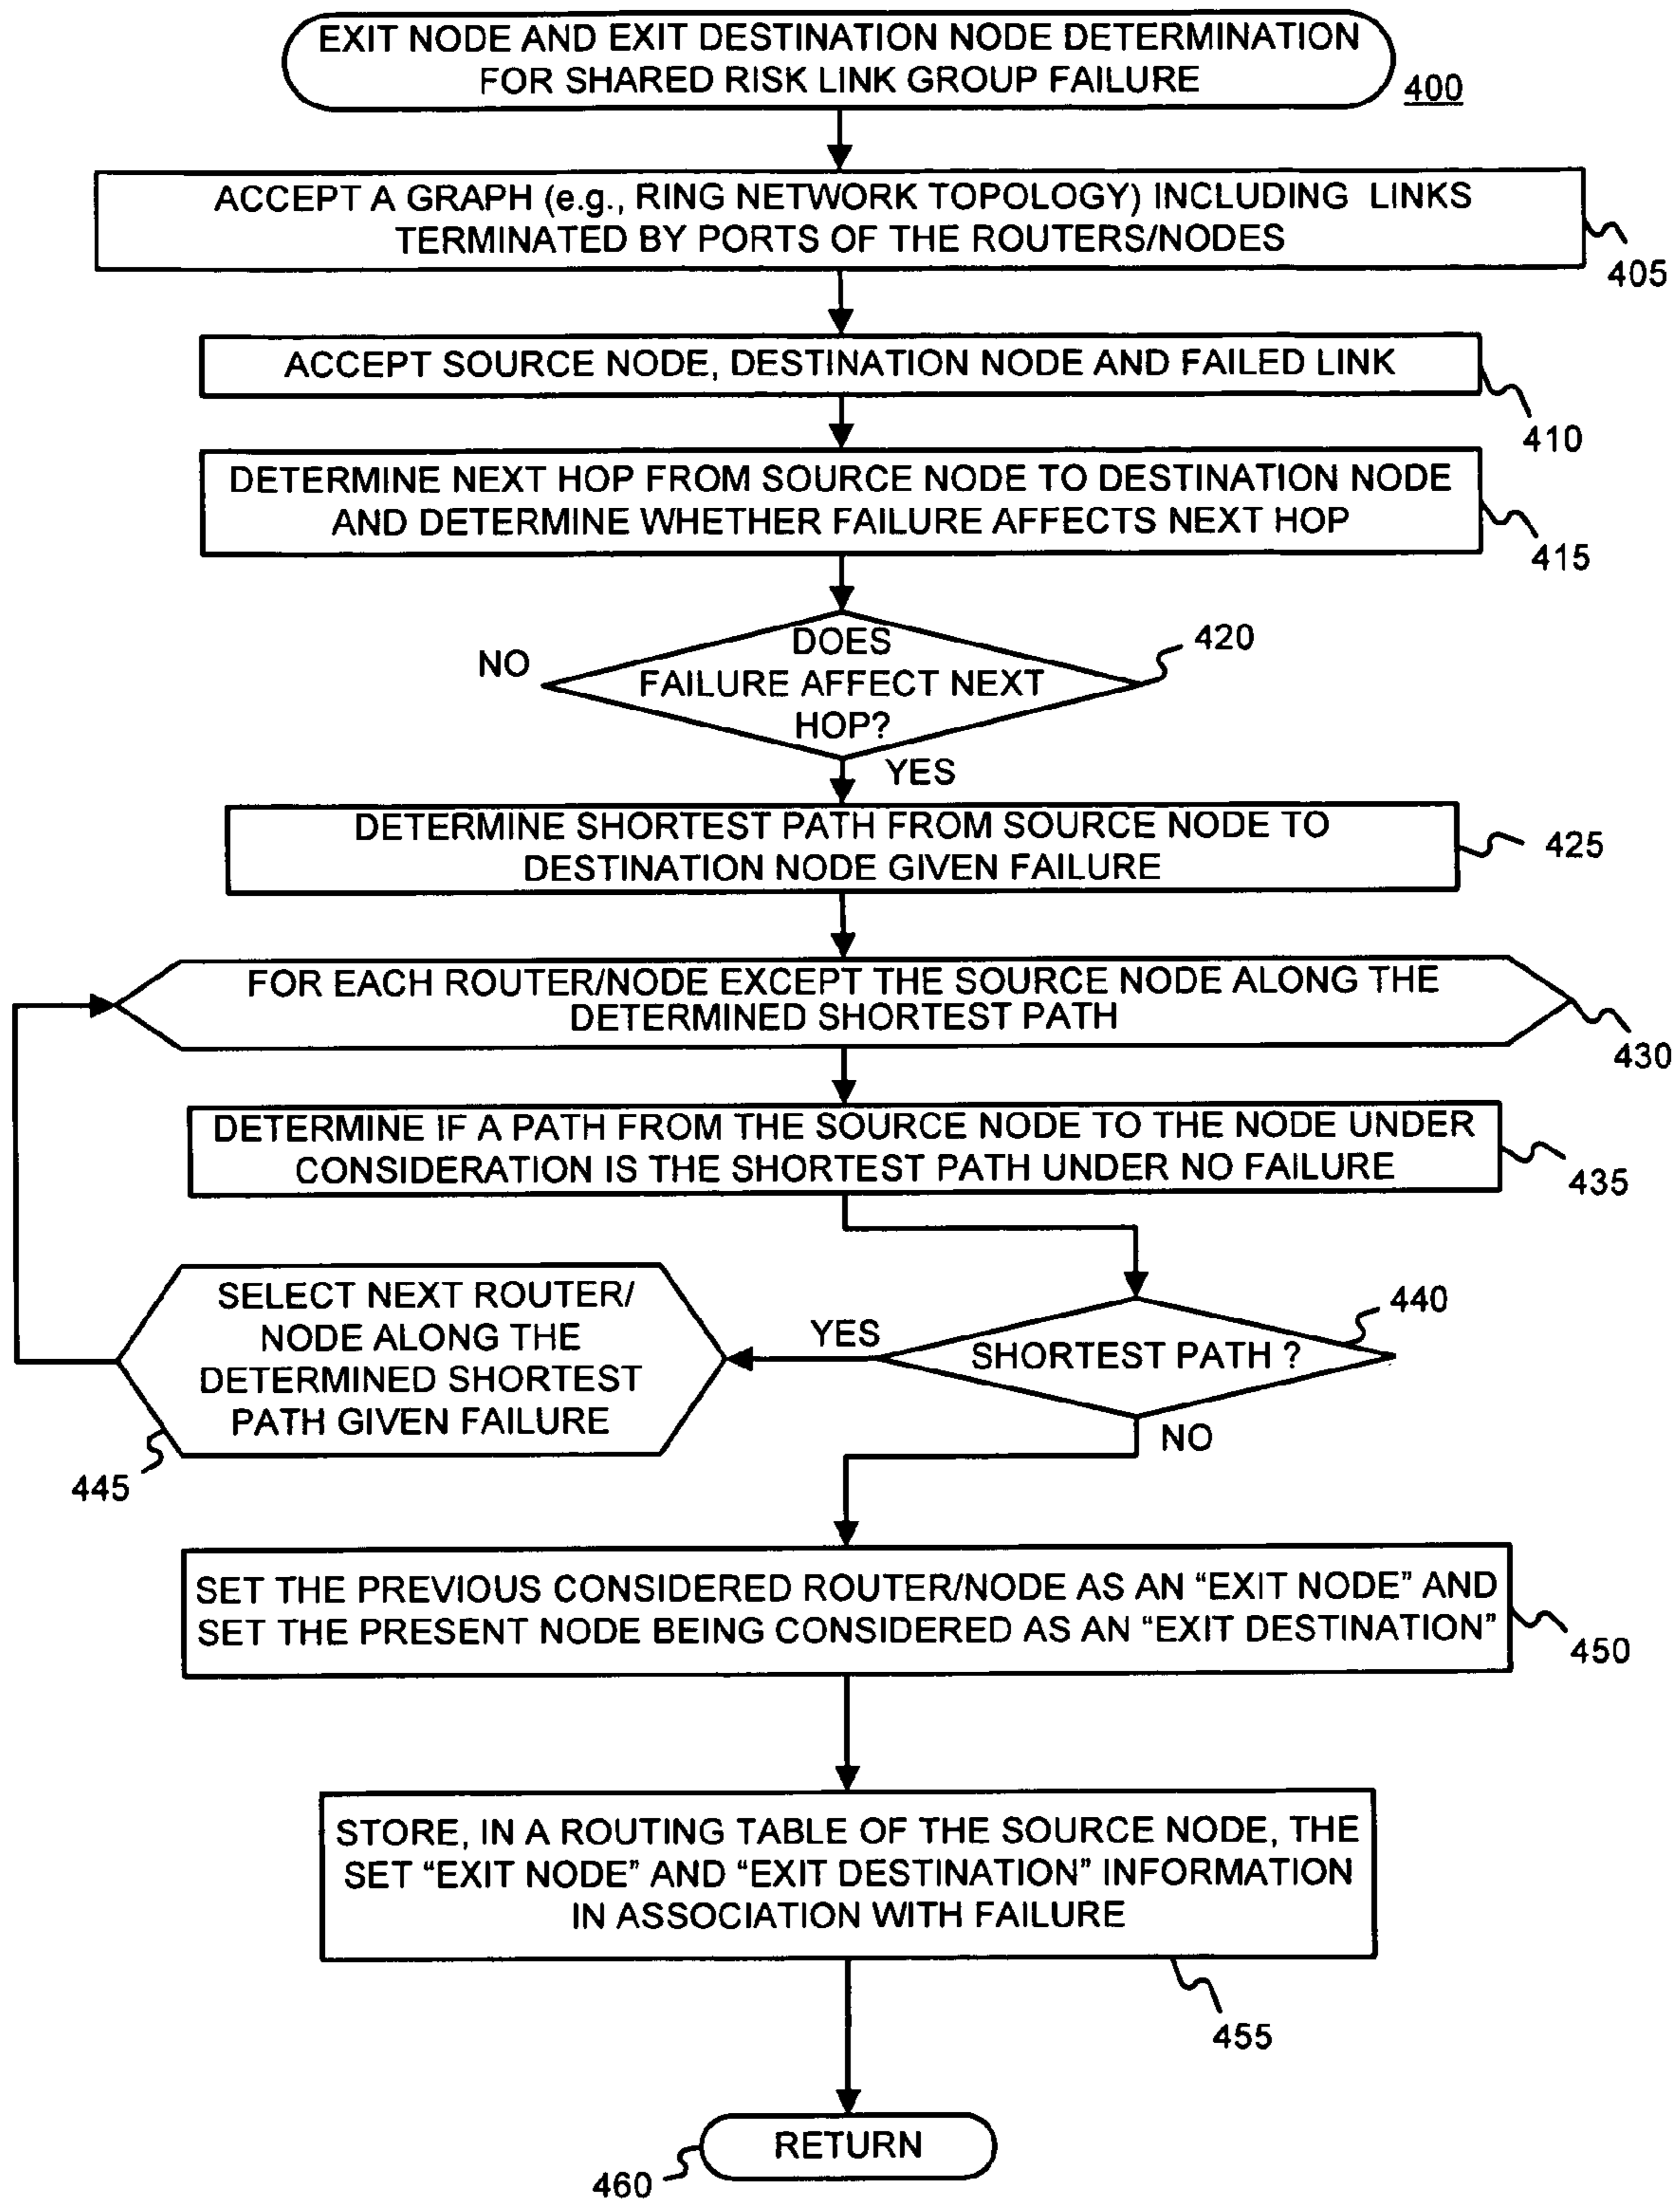 EXIT NODE AND EXIT DESTINATION NODE DETERMINATION
FOR SHARED RISK LINK GROUP FAILURE
400
ACCEPT A GRAPH (e.g., RING NETWORK TOPOLOGY) INCLUDING LINKS
TERMINATED BY PORTS OF THE ROUTERS/NODES
405
ACCEPT SOURCE NODE, DESTINATION NODE AND FAILED LINK
410
DETERMINE NEXT HOP FROM SOURCE NODE TO DESTINATION NODE
AND DETERMINE WHETHER FAILURE AFFECTS NEXT HOP
415
DOES
FAILURE AFFECT NEXT
HOP?
420
NO
YES
DETERMINE SHORTEST PATH FROM SOURCE NODE TO
DESTINATION NODE GIVEN FAILURE
425
FOR EACH ROUTER/NODE EXCEPT THE SOURCE NODE ALONG THE
DETERMINED SHORTEST PATH
430
DETERMINE IF A PATH FROM THE SOURCE NODE TO THE NODE UNDER
CONSIDERATION IS THE SHORTEST PATH UNDER NO FAILURE
435
SHORTEST PATH ?
440
YES
SELECT NEXT ROUTER/
NODE ALONG THE
DETERMINED SHORTEST
PATH GIVEN FAILURE
445
NO
SET THE PREVIOUS CONSIDERED ROUTER/NODE AS AN “EXIT NODE” AND
SET THE PRESENT NODE BEING CONSIDERED AS AN “EXIT DESTINATION”
450
STORE, IN A ROUTING TABLE OF THE SOURCE NODE, THE
SET “EXIT NODE” AND “EXIT DESTINATION” INFORMATION
IN ASSOCIATION WITH FAILURE
455
RETURN
460